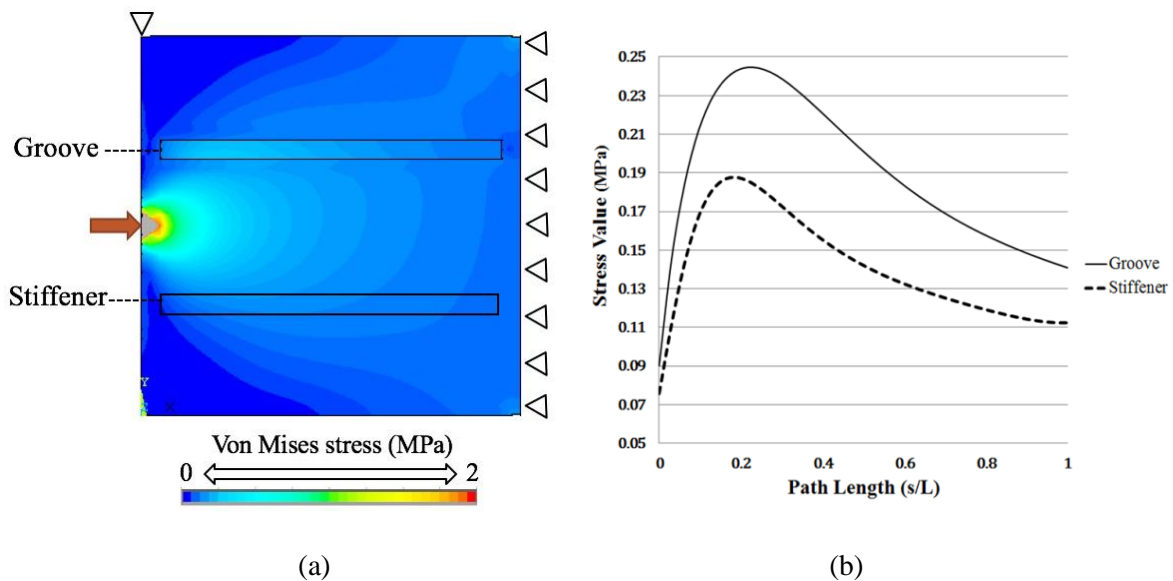 Groove
Stiffener
Y
X
Von Mises stress (MPa)
0
2
(a)
Stress Value (MPa)
0.25
0.23
0.21
0.19
0.17
0.15
0.13
0.11
0.09
0.07
0.05
0
0.2
0.4
0.6
0.8
1
Path Length (s/L)
Groove
Stiffener
(b)